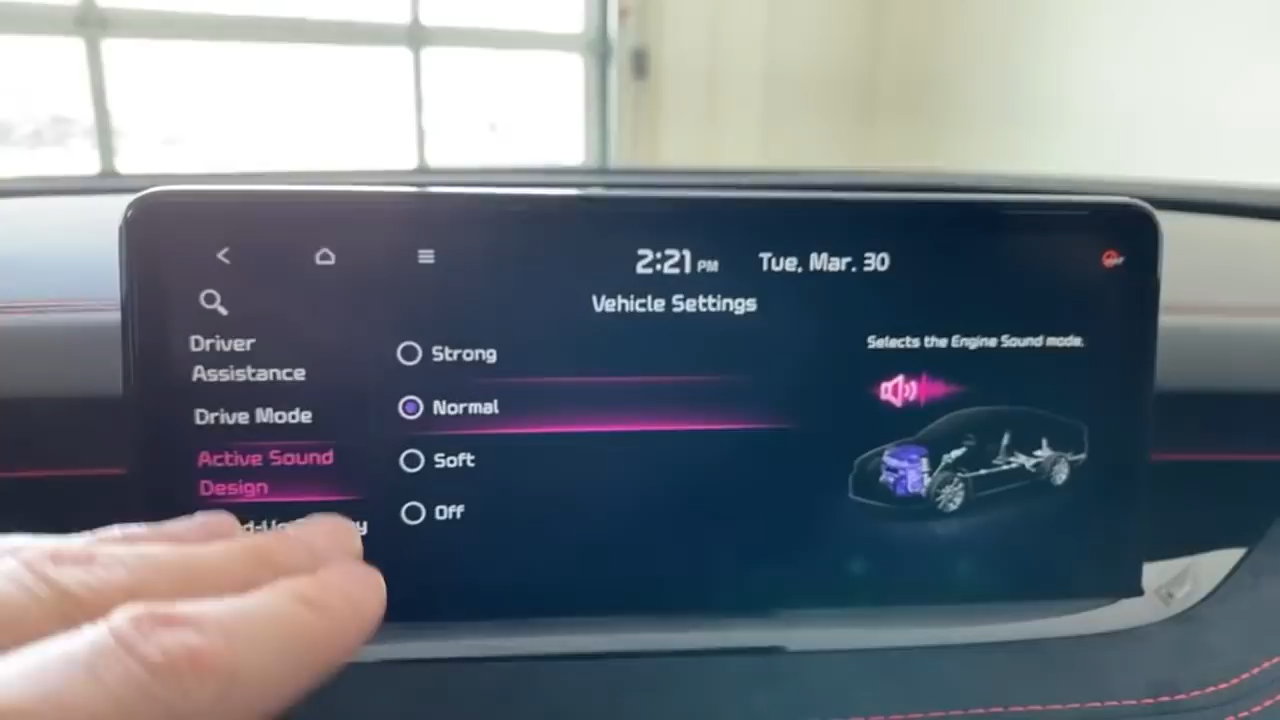 2:21 PM Tue, Mar. 30
Vehicle Settings
Driver
Assistance
Drive Mode
Active Sound
Design
Strong
Normal
Soft
Off
Selects the Engine Sound mode.